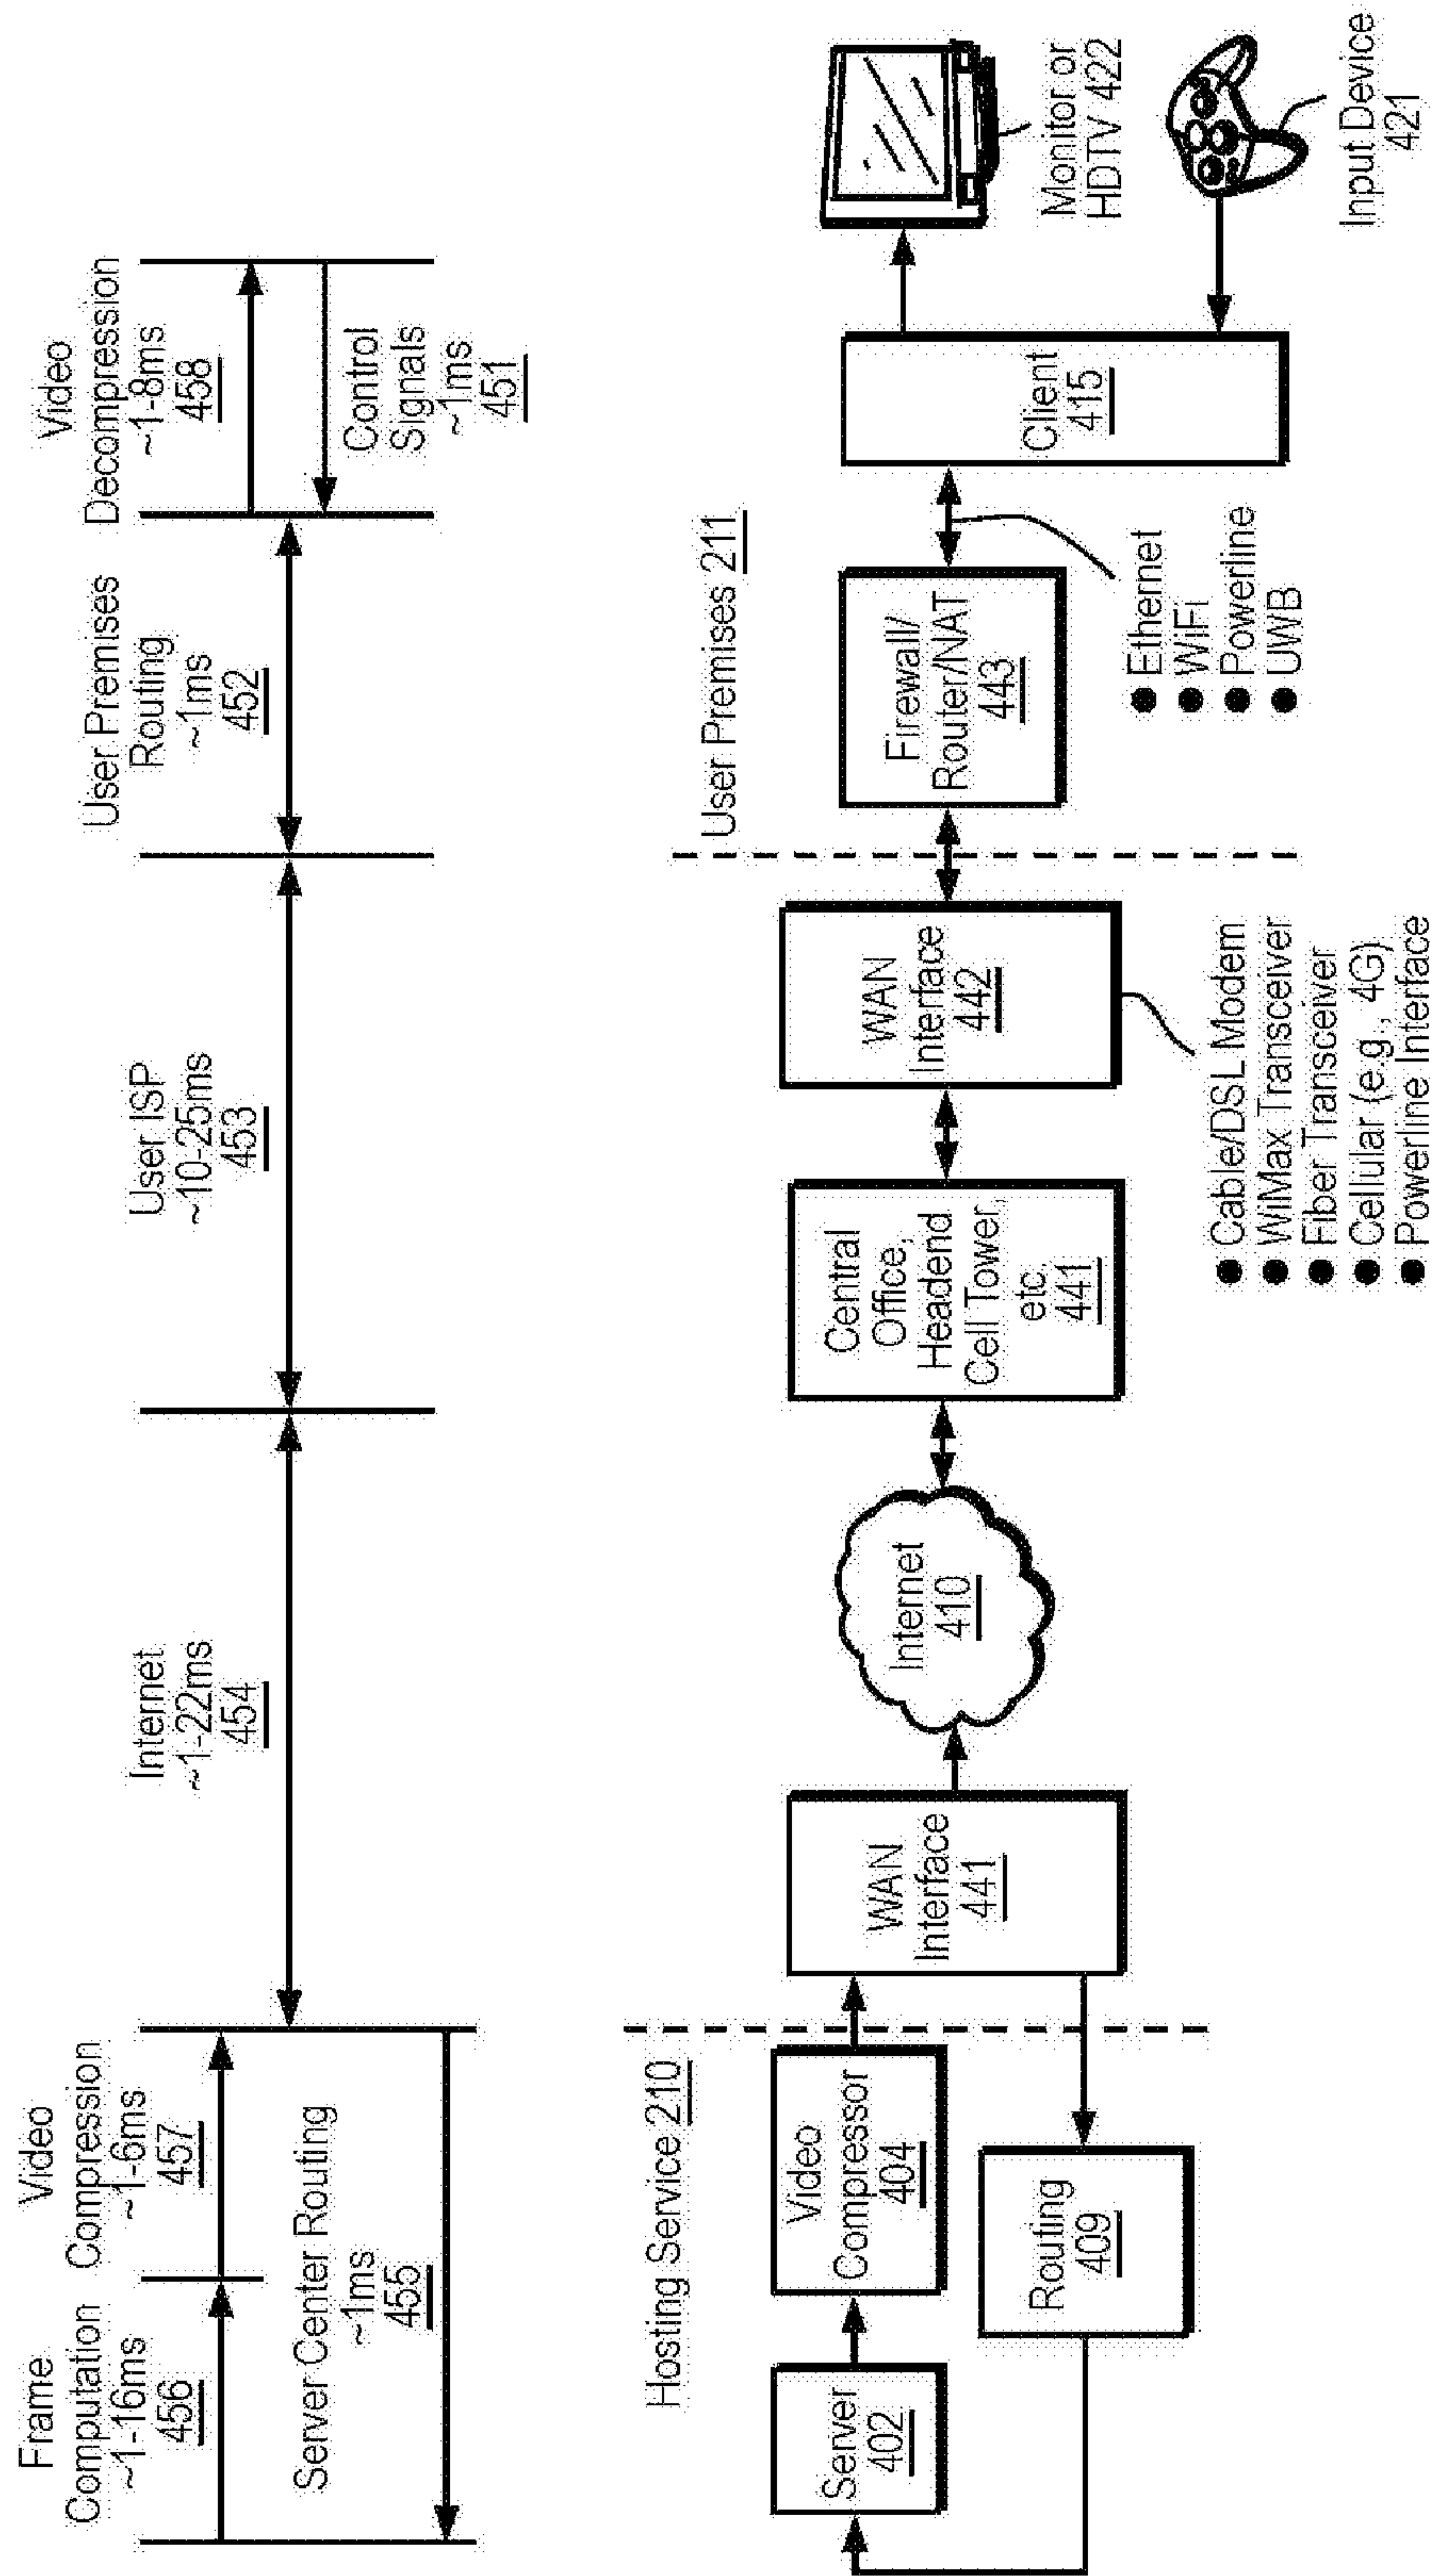 Frame
Computation
~1-16ms
456
Video
Compression
~1-6ms
457
Server Center Routing
~1ms
455
Internet
~1-22ms
454
User ISP
~10-25ms
453
User Premises
Routing
~1ms
452
Video
Decompression
~1-8ms
458
Control
Signals
~1ms
451
Hosting Service 210
Server
402
Video
Compressor
404
Routing
409
WAN
Interface
441
Internet
410
Central
Office,
Headend
Cell Tower,
etc.
441
WAN
Interface
442
● Cable/DSL Modem
● WiMax Transceiver
● Fiber Transceiver
● Cellular (e.g., 4G)
● Powerline Interface
User Premises 211
Firewall/
Router/NAT
443
● Ethernet
● WiFi
● Powerline
● UWB
Client
415
Monitor or
HDTV 422
Input Device
421